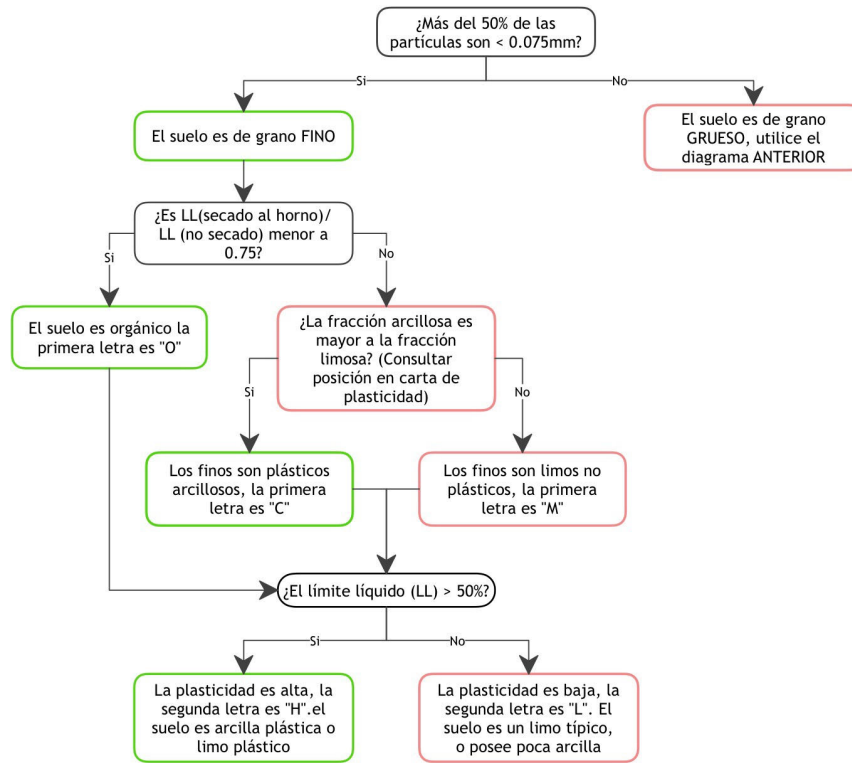 ¿Más del 50% de las
partículas son < 0.075mm?
Si
No
El suelo es de grano FINO
El suelo es de grano
GRUESO, utilice el
diagrama ANTERIOR
¿Es LL(secado al horno)/
LL (no secado) menor a
0.75?
Si
No
El suelo es orgánico la
primera letra es "O"
¿La fracción arcillosa es
mayor a la fracción
limosa? (Consultar
posición en carta de
plasticidad)
Si
No
Los finos son plásticos
arcillosos, la primera
letra es "C"
Los finos son limos no
plásticos, la primera
letra es "M"
¿El límite líquido (LL) > 50%?
Si
No
La plasticidad es alta, la
segunda letra es "H".el
suelo es arcilla plástica o
limo plástico
La plasticidad es baja, la
segunda letra es "L". El
suelo es un limo típico,
o posee poca arcilla